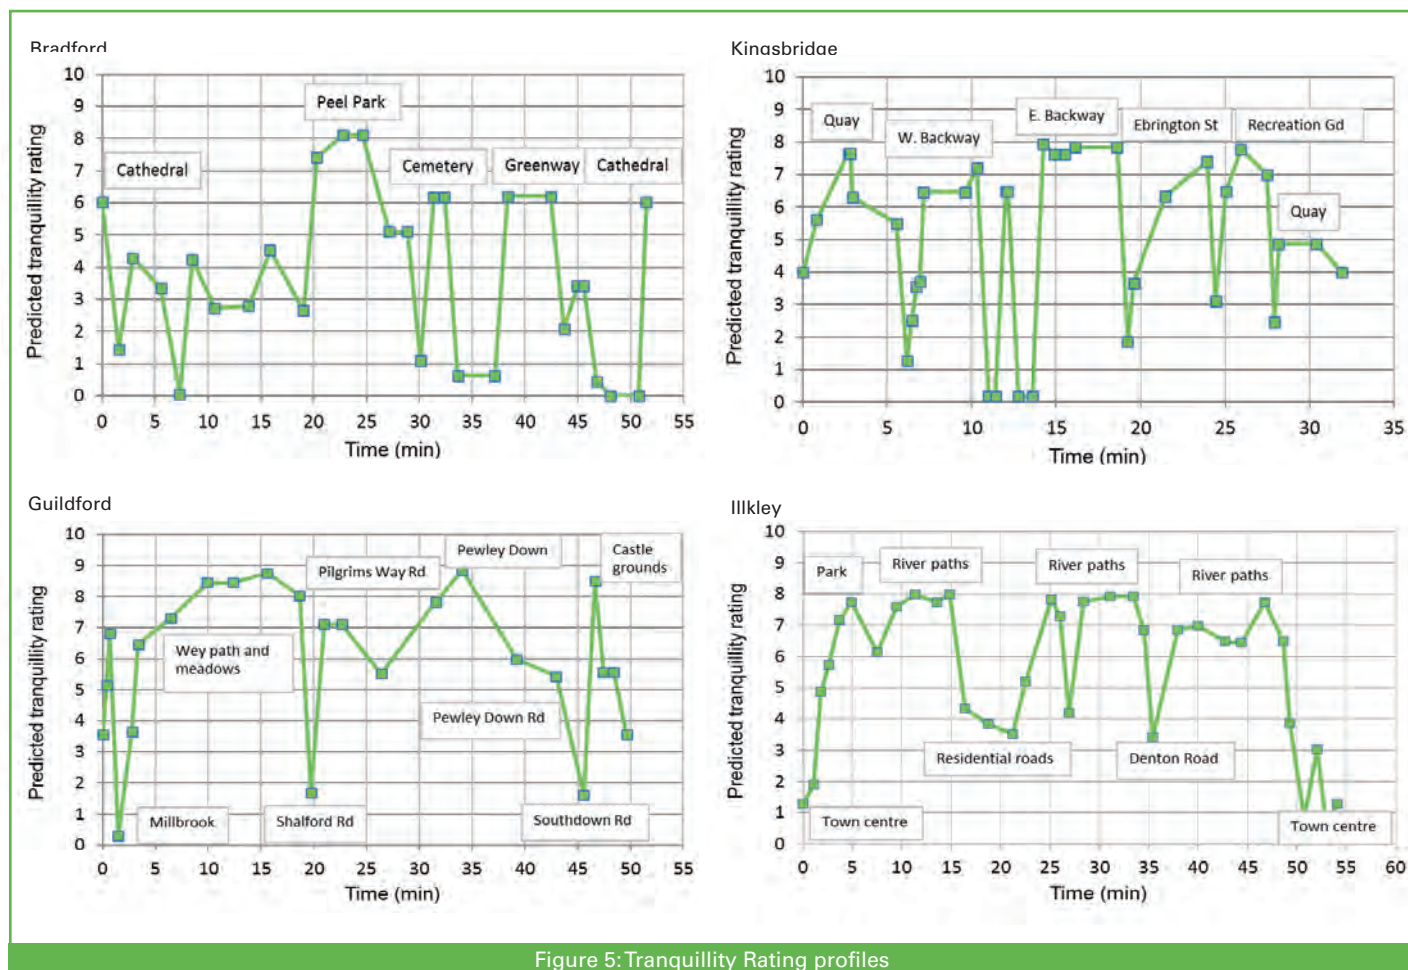 Bradford
10
9
8
7
6
5
4
3
2
1
0
Predicted tranquillity rating
Cathedral
Peel Park
Cemetery
Greenway
Cathedral
0 5 10 15 20 25 30 35 40 45 50 55
Time (min)
Kingsbridge
10
9
8
7
6
5
4
3
2
1
0
Predicted tranquillity rating
Quay
W. Backway
E. Backway
Ebrington St
Recreation Gd
Quay
0 5 10 15 20 25 30 35
Time (min)
Guildford
10
9
8
7
6
5
4
3
2
1
0
Predicted tranquillity rating
Pilgrims Way Rd
Pewley Down
Castle
grounds
Wey path and
meadows
Pewley Down Rd
Millbrook
Shalford Rd
Southdown Rd
0 5 10 15 20 25 30 35 40 45 50 55
Time (min)
Illkley
10
9
8
7
6
5
4
3
2
1
0
Predicted tranquillity rating
Park
River paths
River paths
River paths
Residential roads
Denton Road
Town centre
Town centre
0 5 10 15 20 25 30 35 40 45 50 55 60
Time (min)
Figure 5: Tranquillity Rating profiles